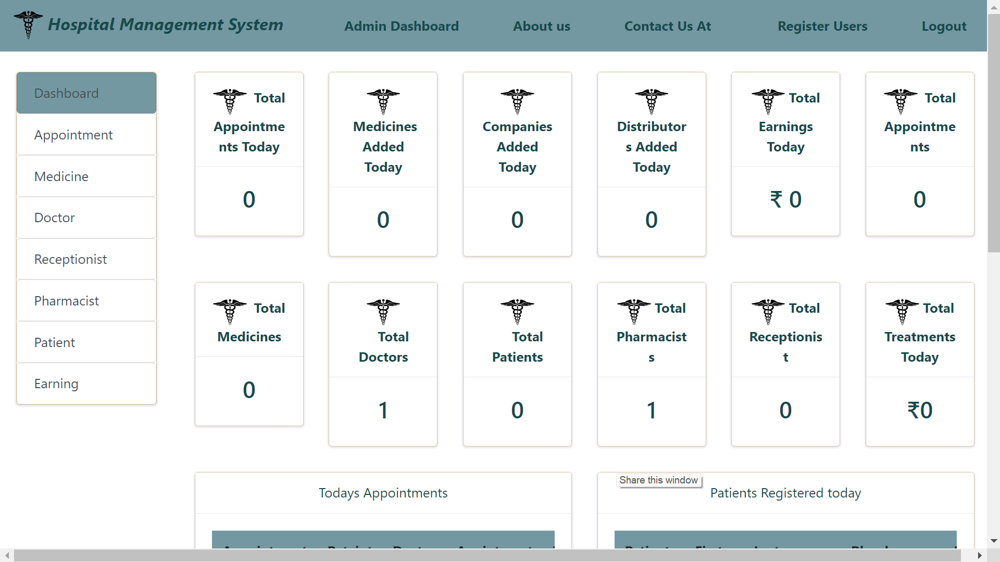 Hospital Management System
Admin Dashboard
About us
Contact Us At
Register Users
Logout
Dashboard
Appointment
Medicine
Doctor
Receptionist
Pharmacist
Patient
Earning
Total
Appointme
nts Today
0
Medicines
Added
Today
0
Companies
Added
Today
0
Distributor
s Added
Today
0
Total
Earnings
Today
₹ 0
Total
Appointme
nts
0
Total
Medicines
0
Total
Doctors
1
Total
Patients
0
Total
Pharmacist
s
1
Total
Receptionis
t
0
Total
Treatments
Today
₹0
Todays Appointments
Share this window
Patients Registered today